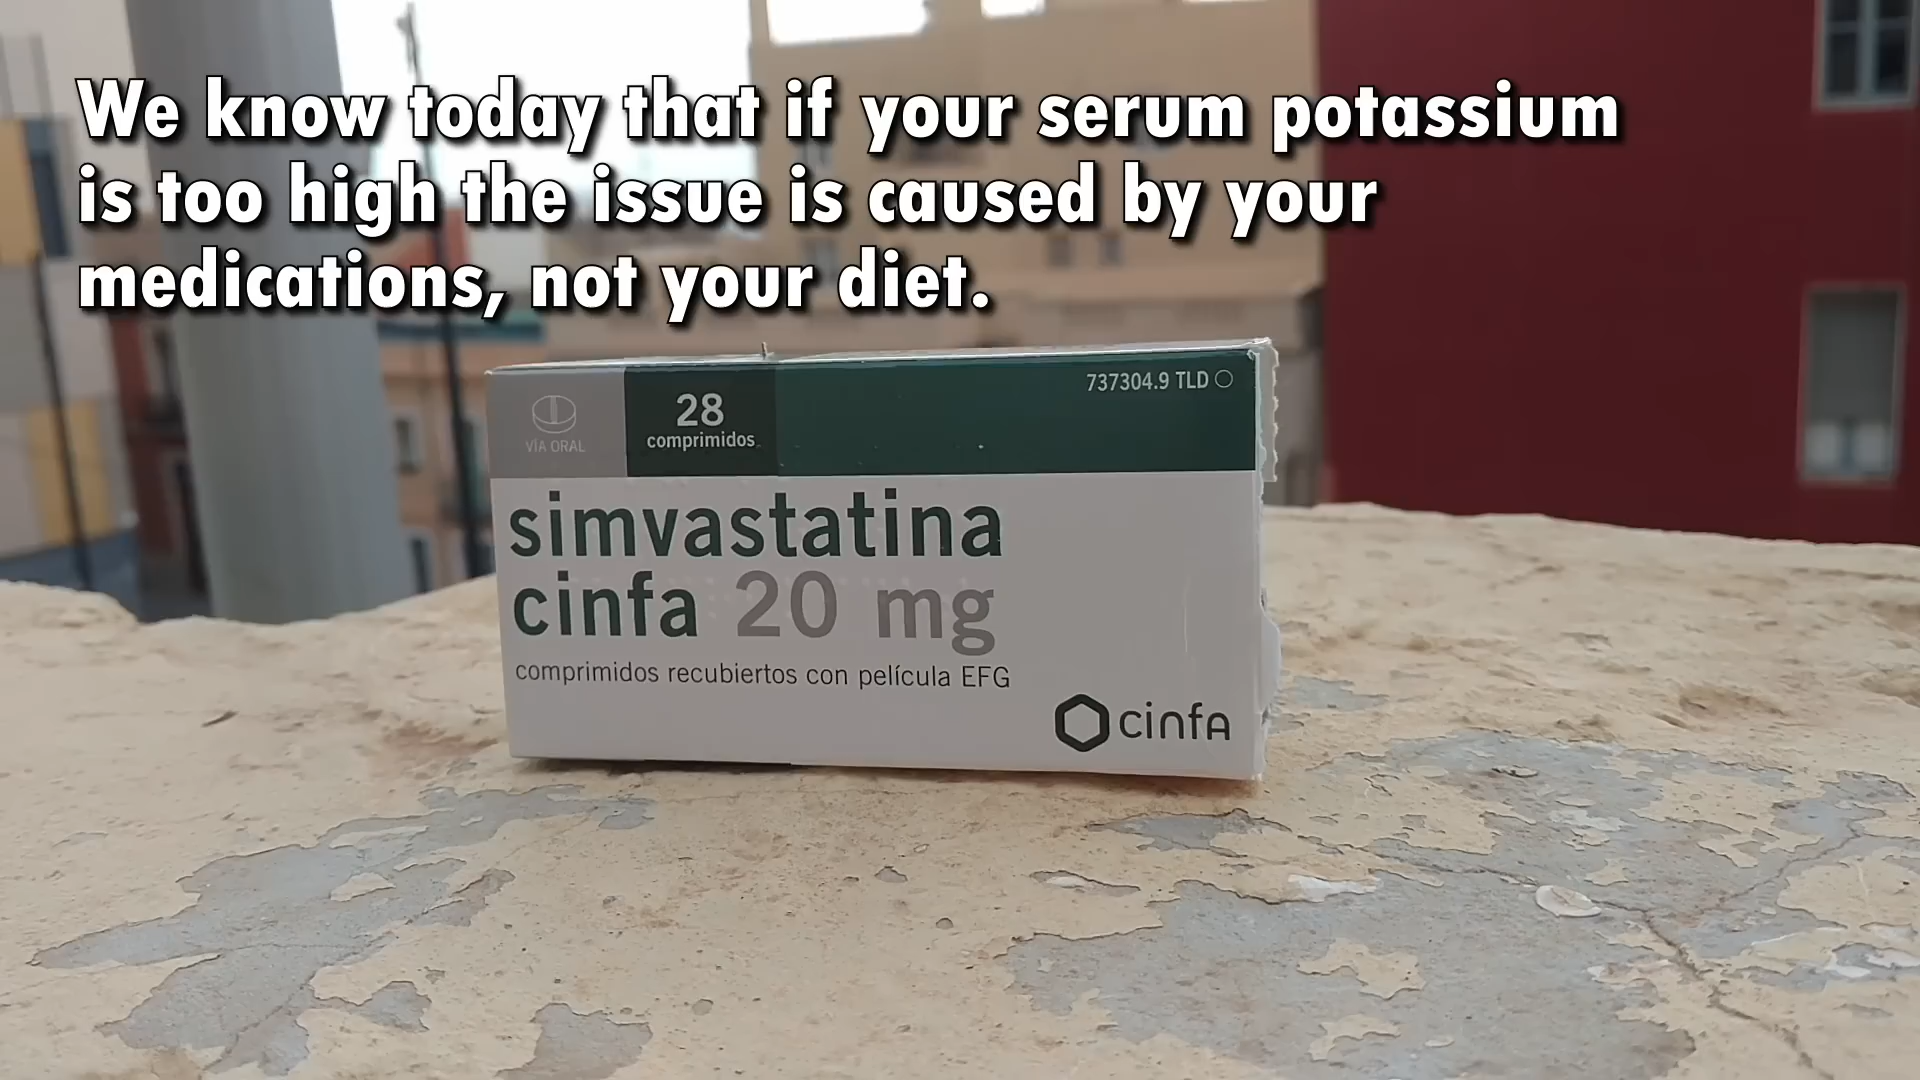 We know today that if your serum potassium
is too high the issue is caused by your
medications, not your diet.
737304.9 TLD
VÍA ORAL
28
comprimidos
simvastatina
cinfa 20 mg
comprimidos recubiertos con película EFG
cinfa